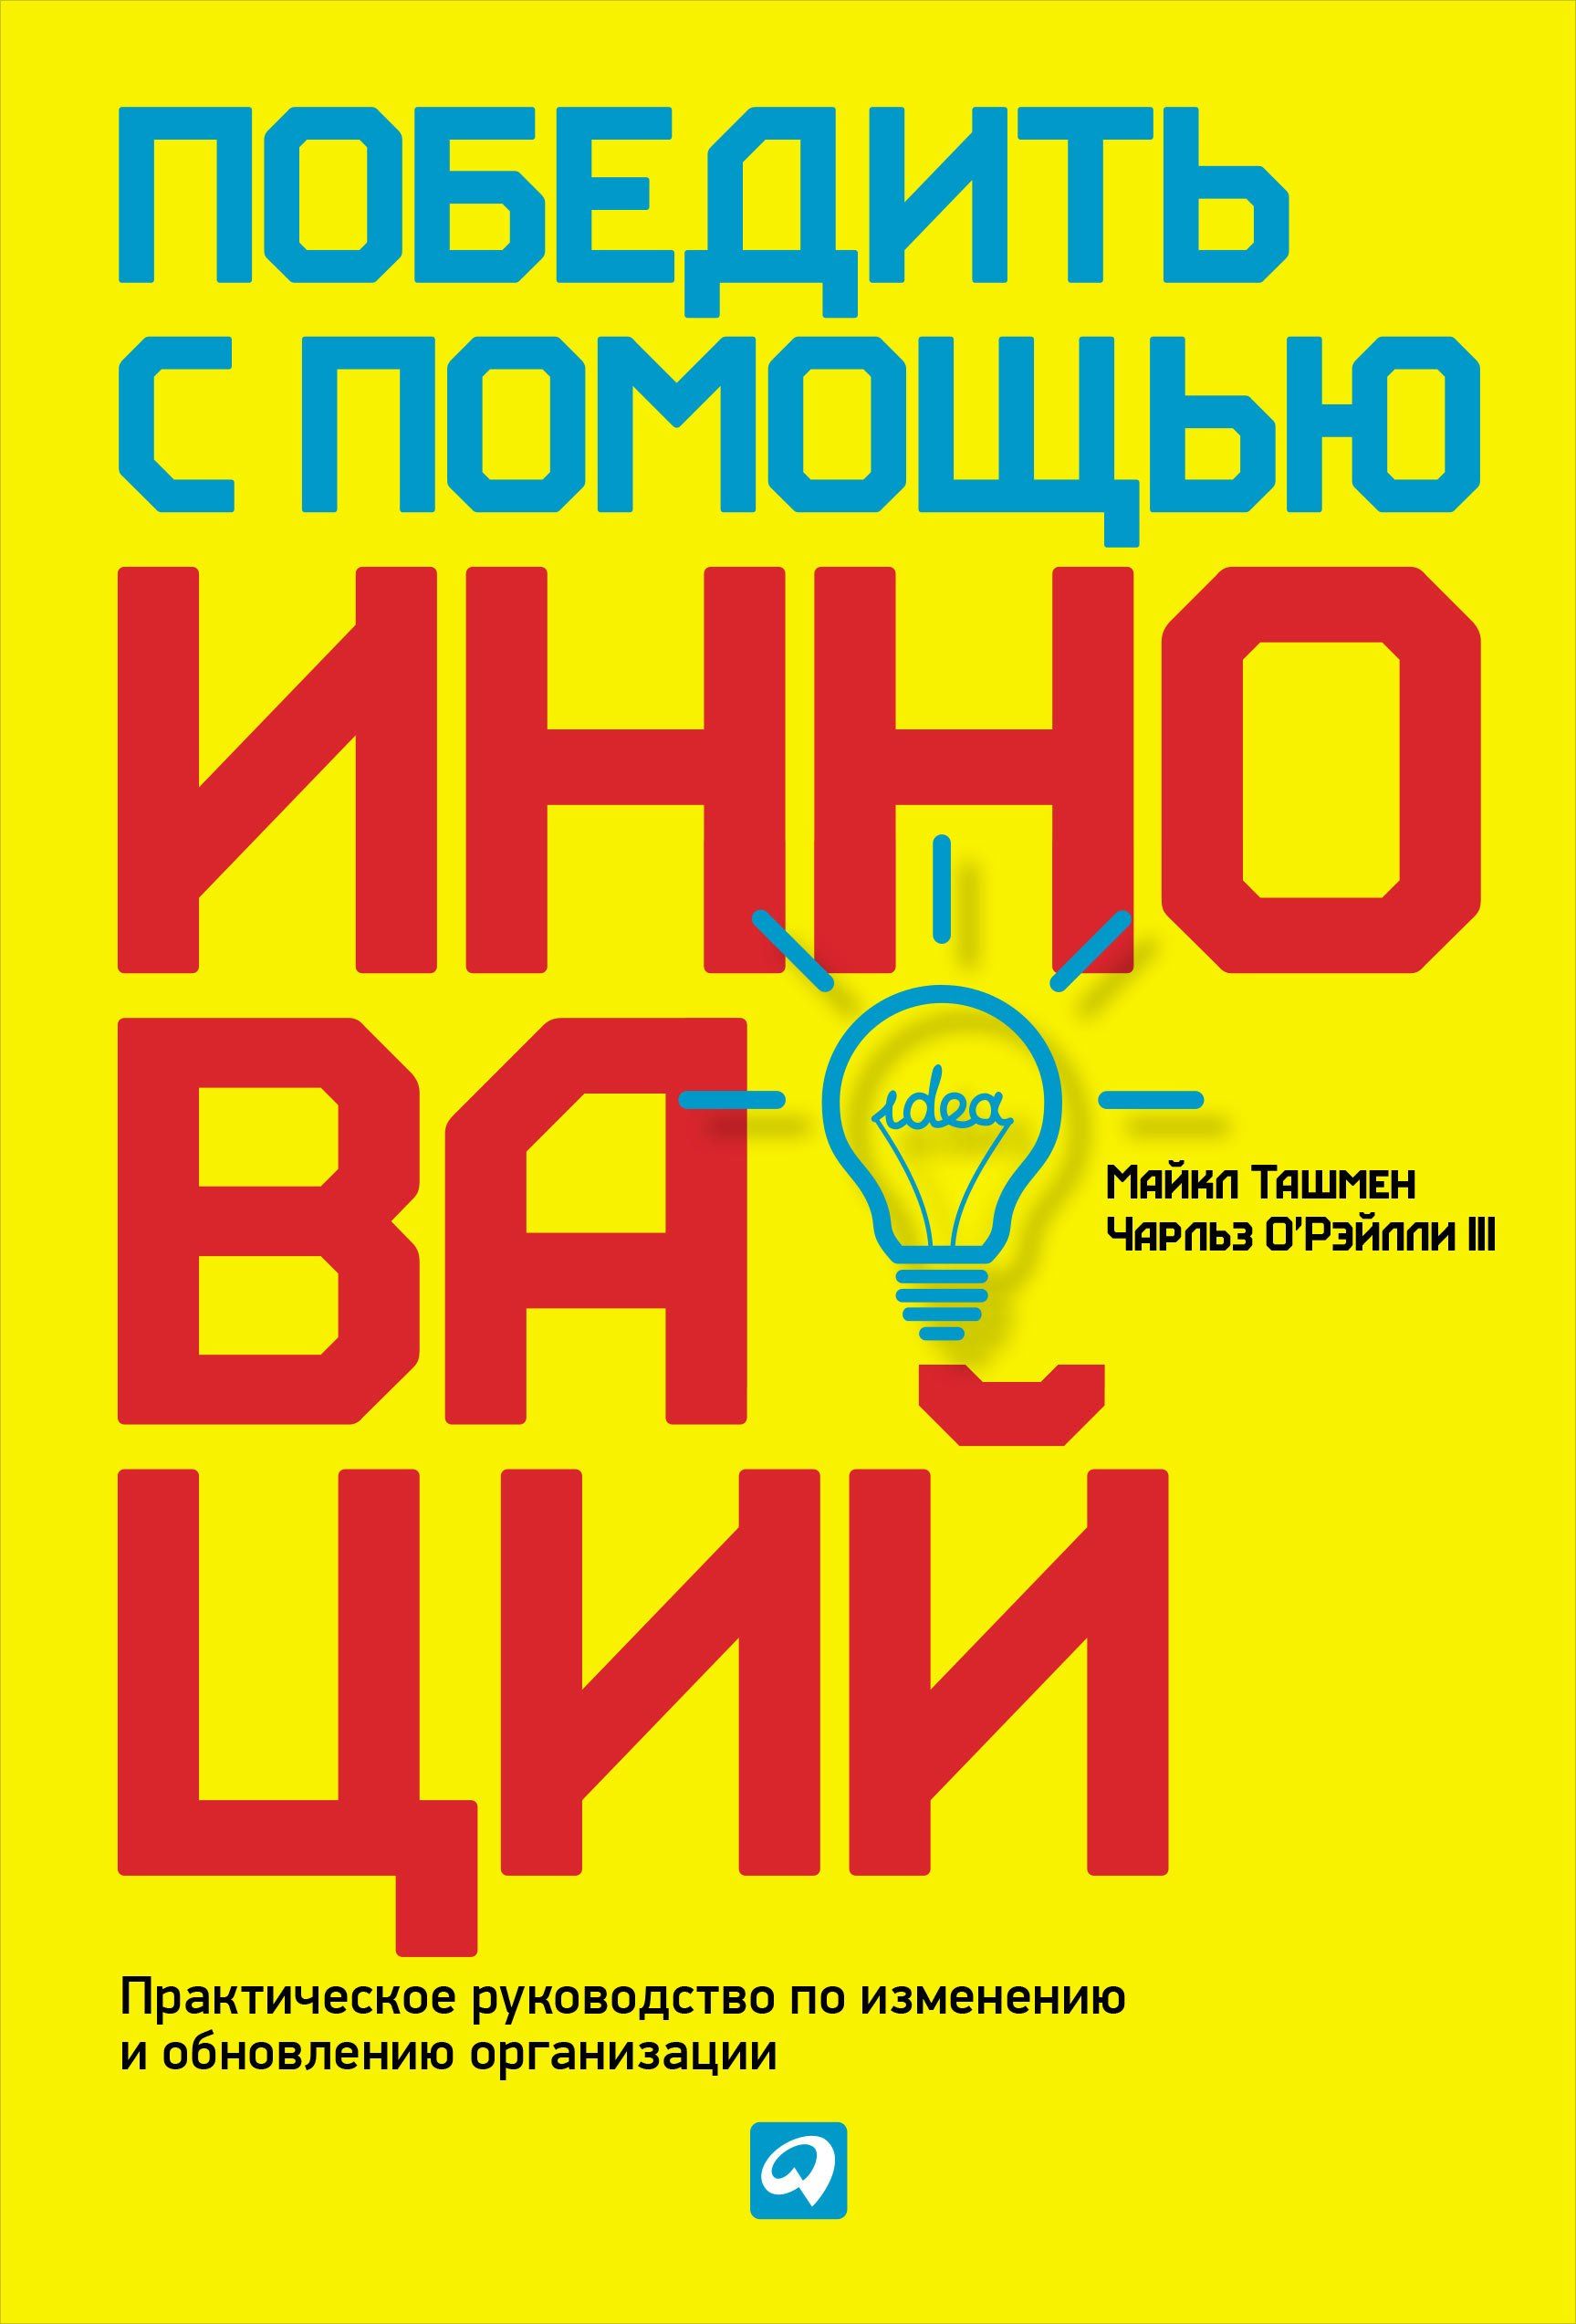 ПОБЕДИТЬ
С ПОМОЩЬЮ
ИННО
ВА
idea
Майкл Ташмен
Чарльз О'Рэйлли III
ЦИЙ
Практическое руководство по изменению
и обновлению организации